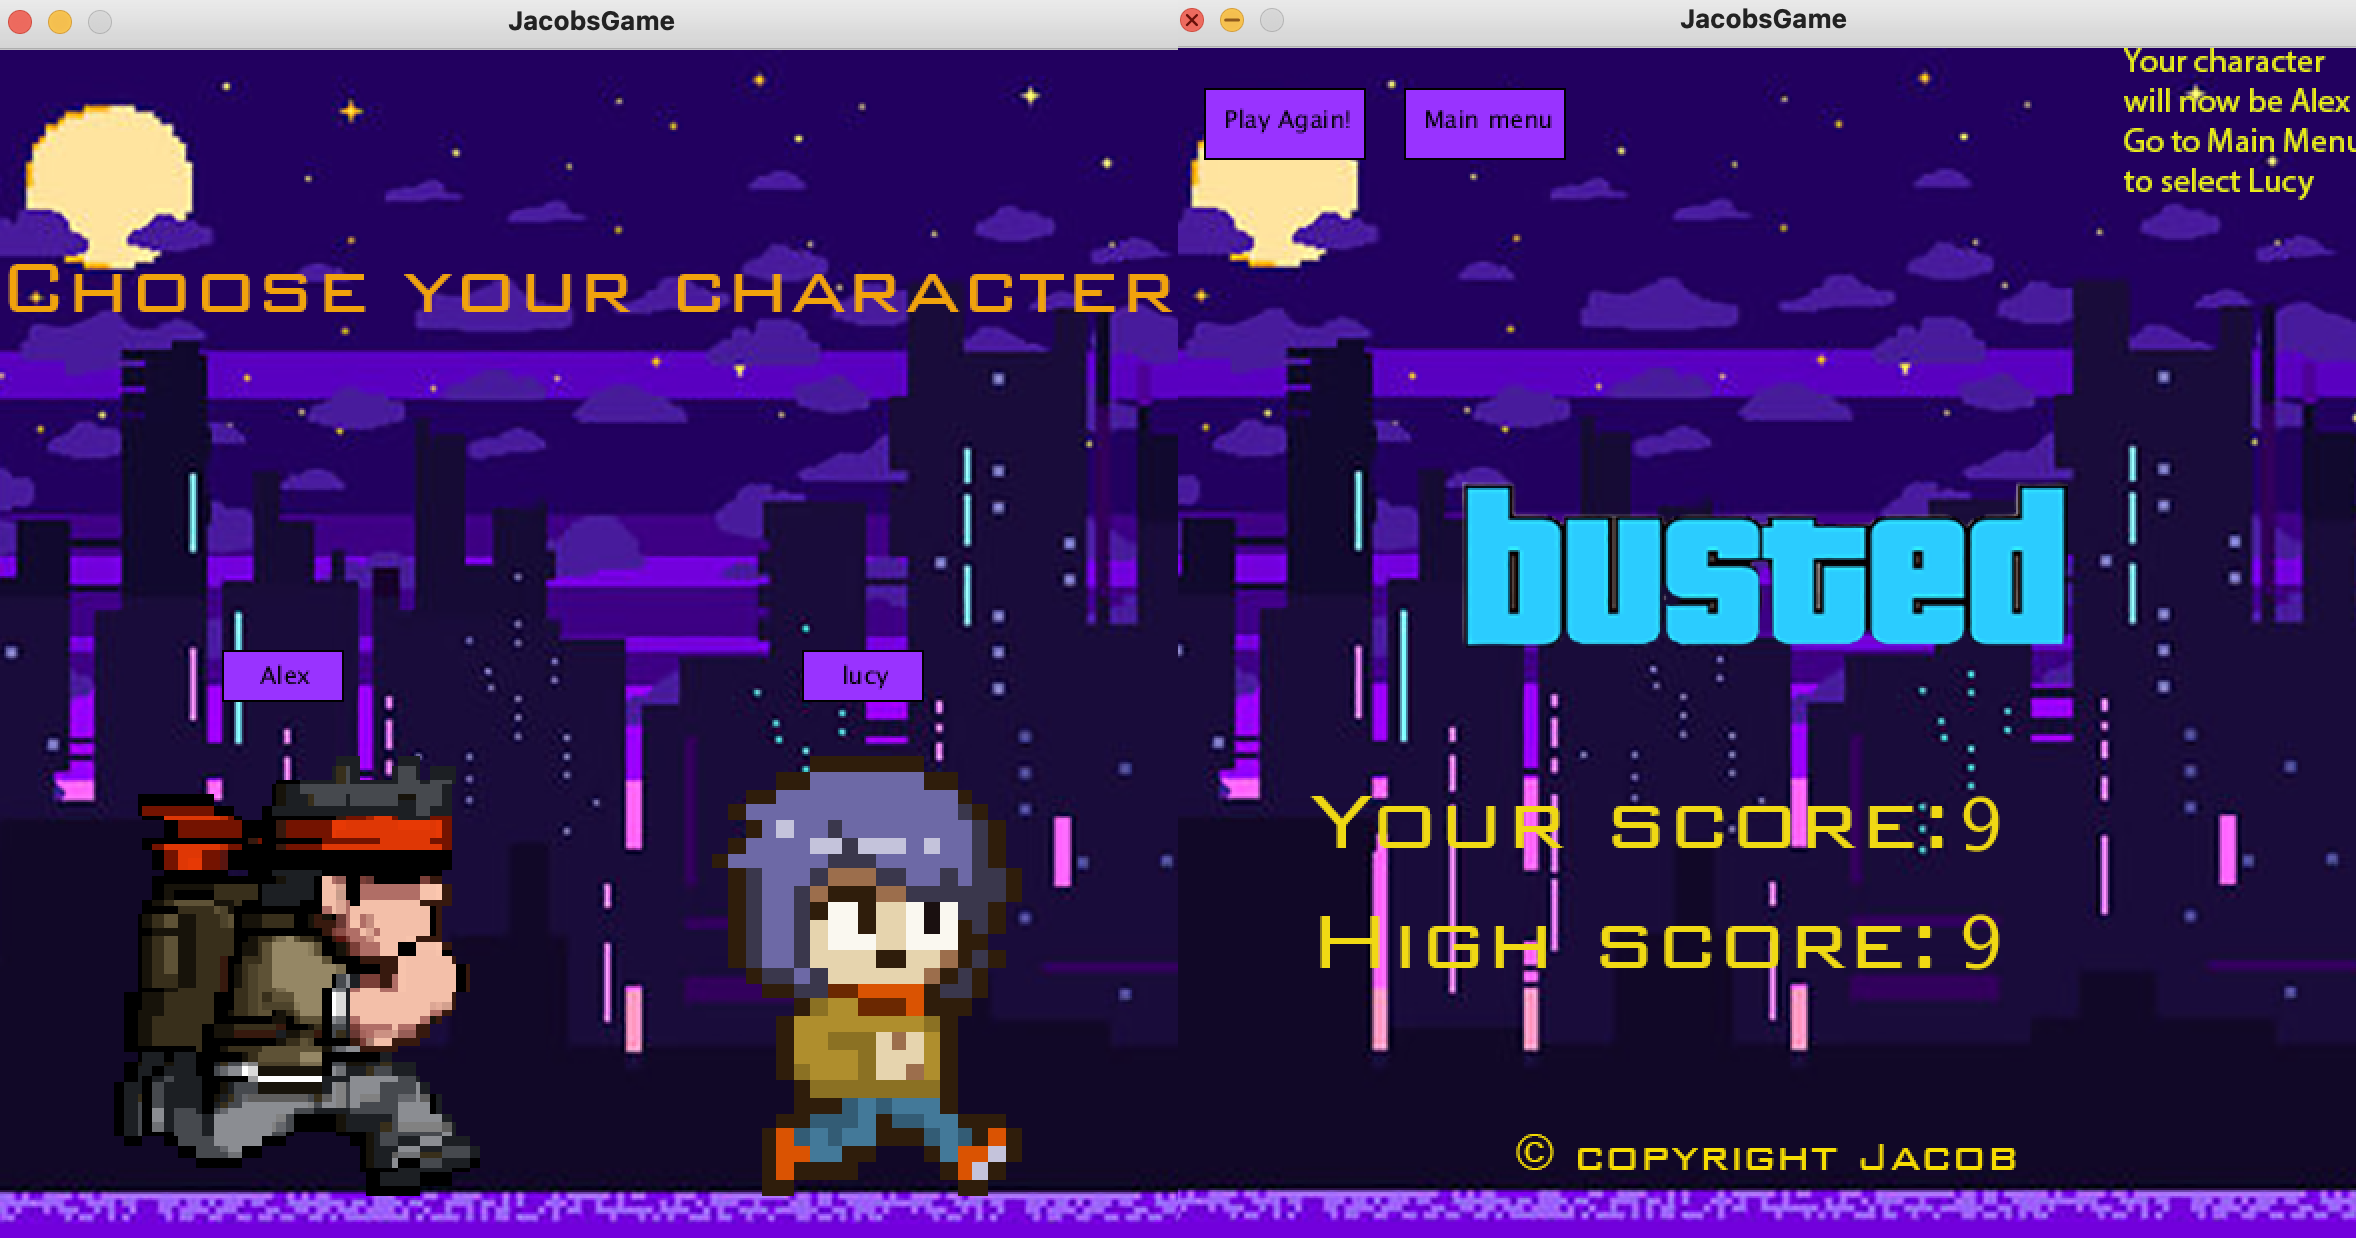 JacobsGame
Choose your character
Alex
lucy
JacobsGame
Play Again!
Main menu
Your character
will now be Alex
Go to Main Menu
to select Lucy
busted
Your score: 9
High score: 9
© copyright Jacob